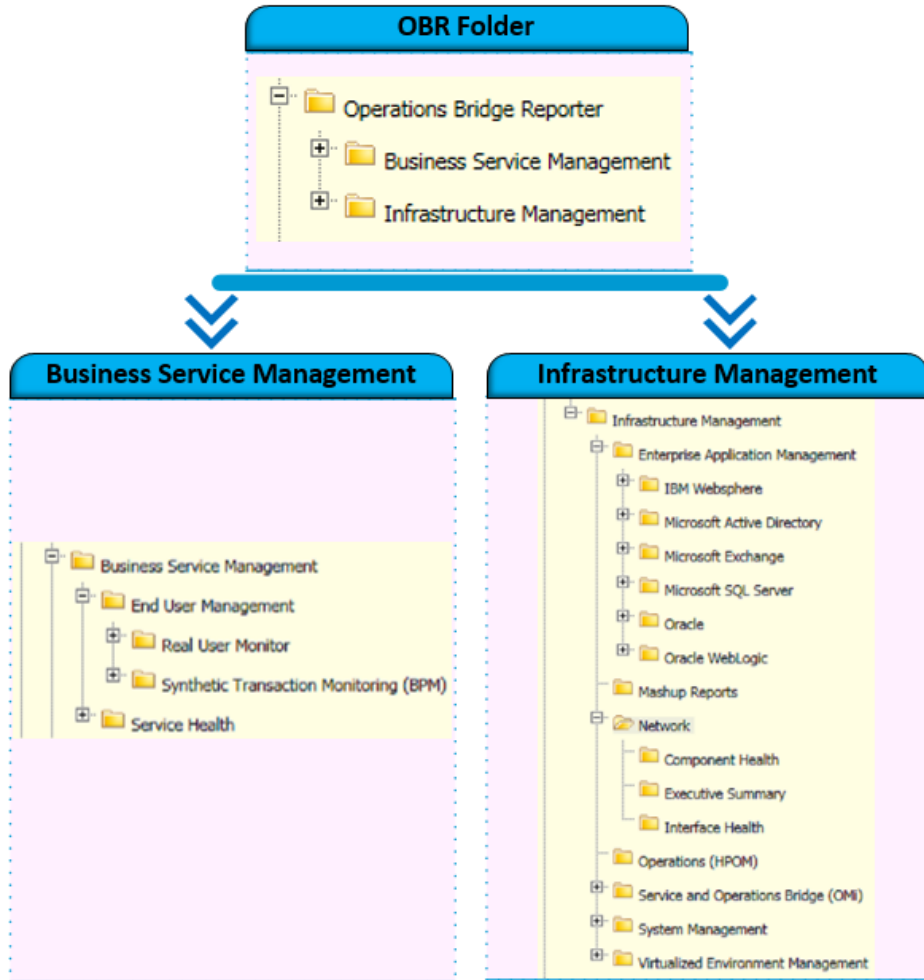 OBR Folder
Operations Bridge Reporter
Business Service Management
Infrastructure Management
Business Service Management
Business Service Management
End User Management
Real User Monitor
Synthetic Transaction Monitoring (BPM)
Service Health
Infrastructure Management
Infrastructure Management
Enterprise Application Management
IBM Websphere
Microsoft Active Directory
Microsoft Exchange
Microsoft SQL Server
Oracle
Oracle WebLogic
Mashup Reports
Network
Component Health
Executive Summary
Interface Health
Operations (HPOM)
Service and Operations Bridge (OMi)
System Management
Virtualized Environment Management